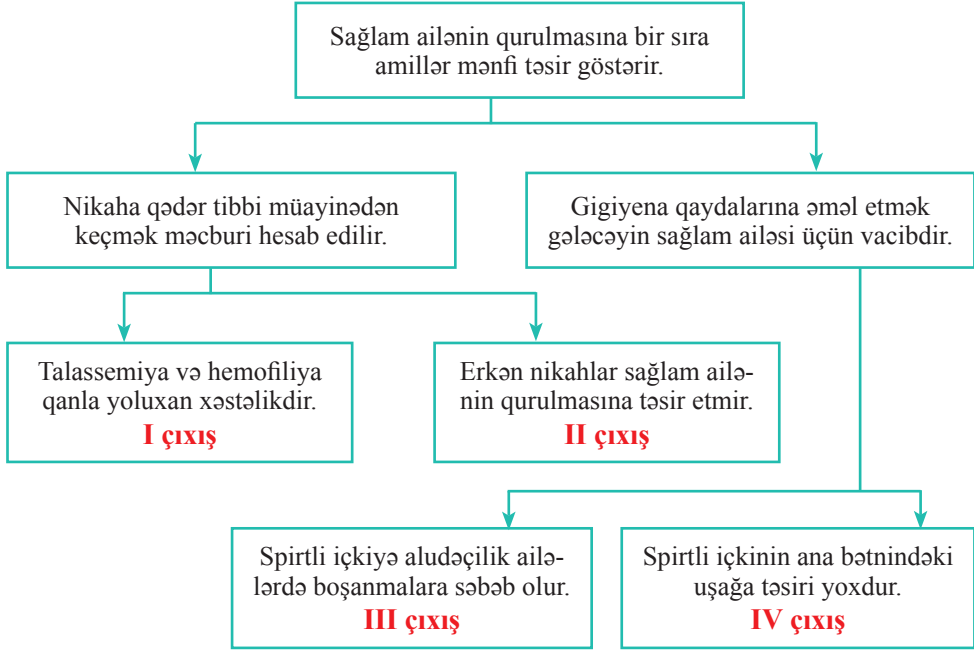 Sağlam ailənin qurulmasına bir sıra
amillər mənfi təsir göstərir.
Nikaha qədər tibbi müayinədən
keçmək məcburi hesab edilir.
Gigiyena qaydalarına əməl etmək
gələcəyin sağlam ailəsi üçün vacibdir.
Talassemiya və hemofiliya
qanla yoluxan xəstəlikdir.
I çıxış
Erkən nikahlar sağlam ailə-
nin qurulmasına təsir etmir.
II çıxış
Spirtli içkiyə aludəçilik ailə-
lərdə boşanmalara səbəb olur.
III çıxış
Spirtli içkinin ana bətnindəki
uşağa təsiri yoxdur.
IV çıxış